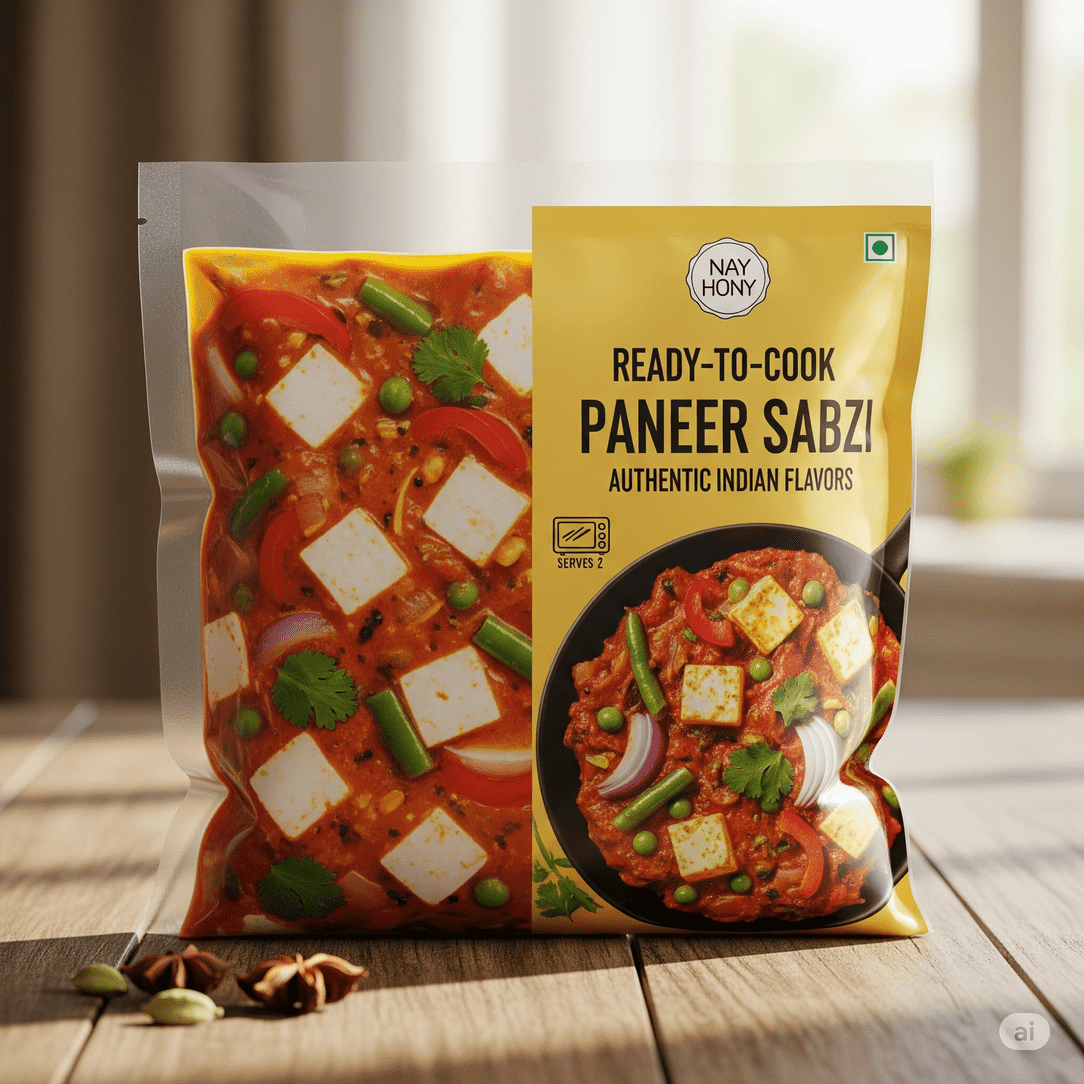 NAY
HONY
READY-TO-COOK
PANEER SABZI
AUTHENTIC INDIAN FLAVORS
SERVES 2
ai